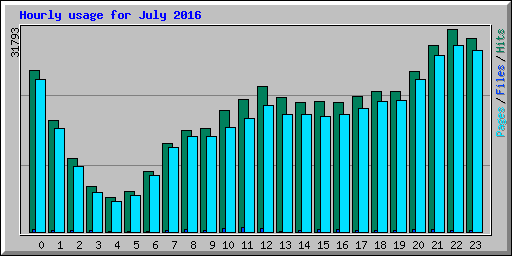 Hourly usage for July 2016
31793
Pages/Files/Hits
0 1 2 3 4 5 6 7 8 9 10 11 12 13 14 15 16 17 18 19 20 21 22 23